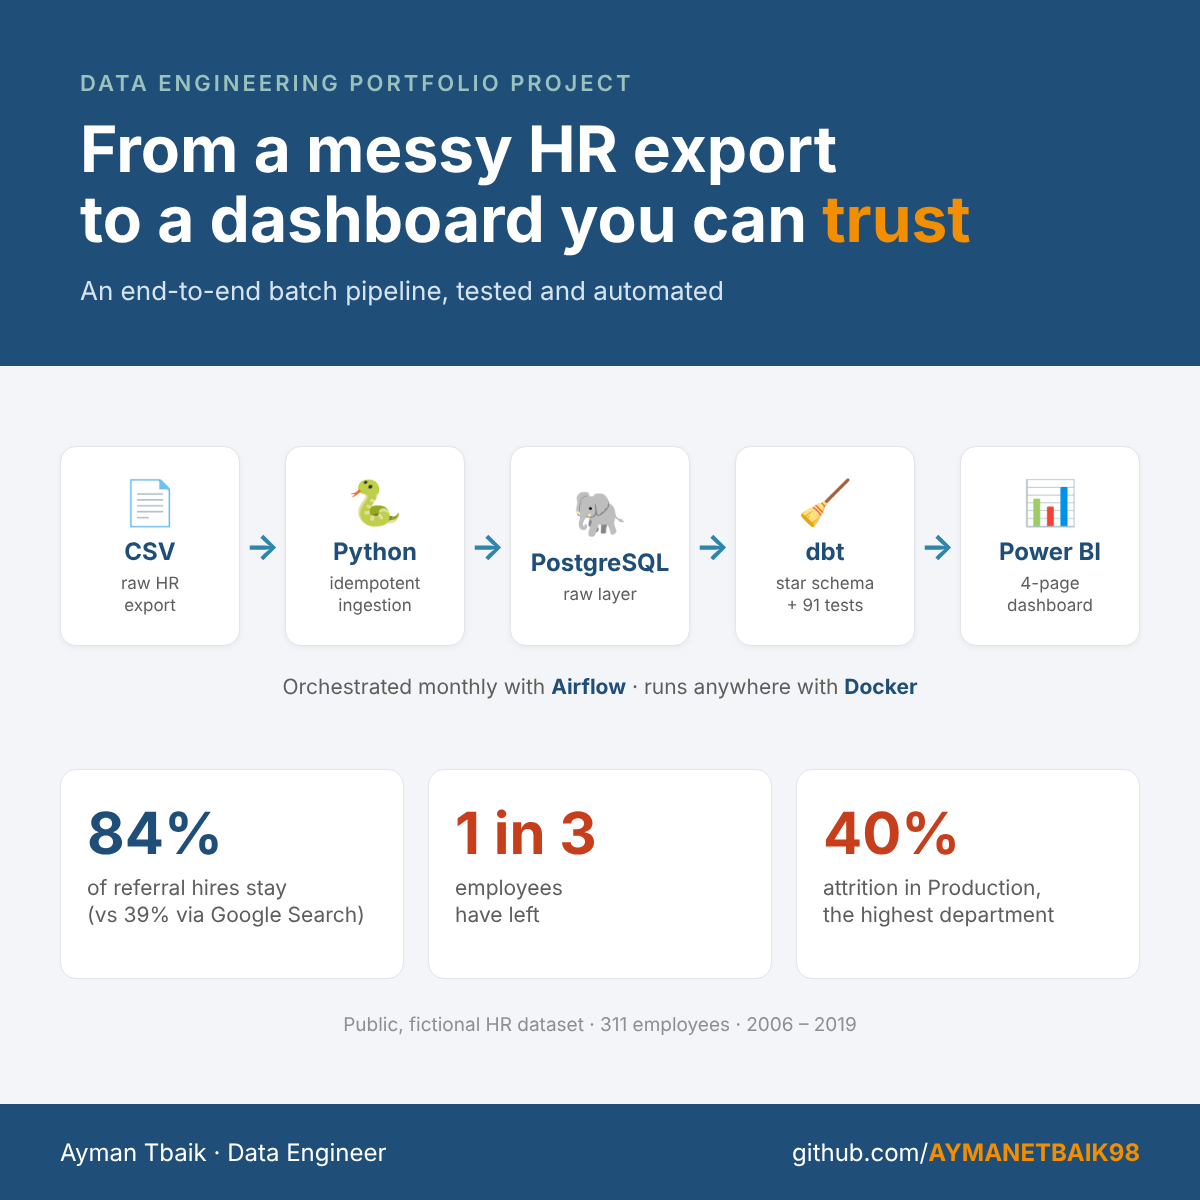 DATA ENGINEERING PORTFOLIO PROJECT
From a messy HR export
to a dashboard you can trust
An end-to-end batch pipeline, tested and automated
CSV
raw HR
export
Python
idempotent
ingestion
PostgreSQL
raw layer
dbt
star schema
+ 91 tests
Power BI
4-page
dashboard
Orchestrated monthly with Airflow · runs anywhere with Docker
84%
of referral hires stay
(vs 39% via Google Search)
1 in 3
employees
have left
40%
attrition in Production,
the highest department
Public, fictional HR dataset · 311 employees · 2006 – 2019
Ayman Tbaik · Data Engineer
github.com/AYMANETBAIK98